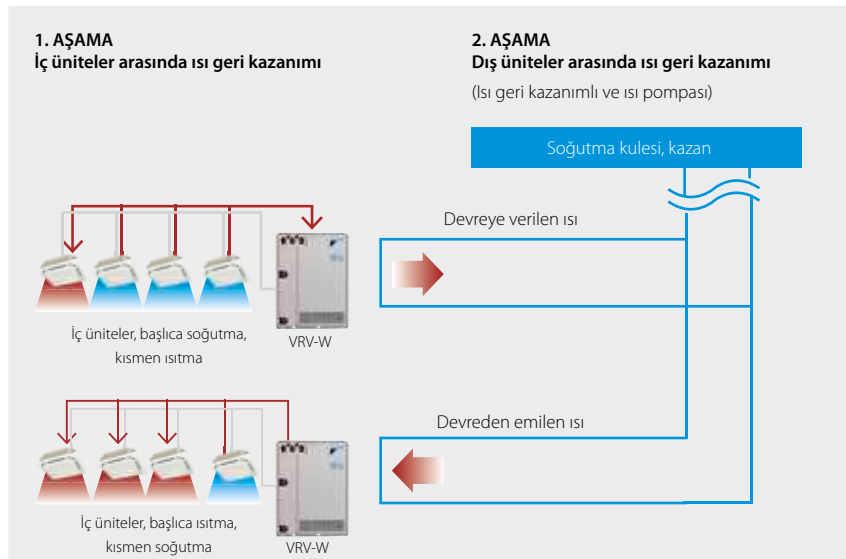 1. AŞAMA
İç üniteler arasında ısı geri kazanımı
2. AŞAMA
Dış üniteler arasında ısı geri kazanımı
(Isı geri kazanımlı ve ısı pompası)
Soğutma kulesi, kazan
Devreye verilen ısı
İç üniteler, başlıca soğutma,
kısmen ısıtma
VRV-W
Devreden emilen ısı
İç üniteler, başlıca ısıtma,
kısmen soğutma
VRV-W